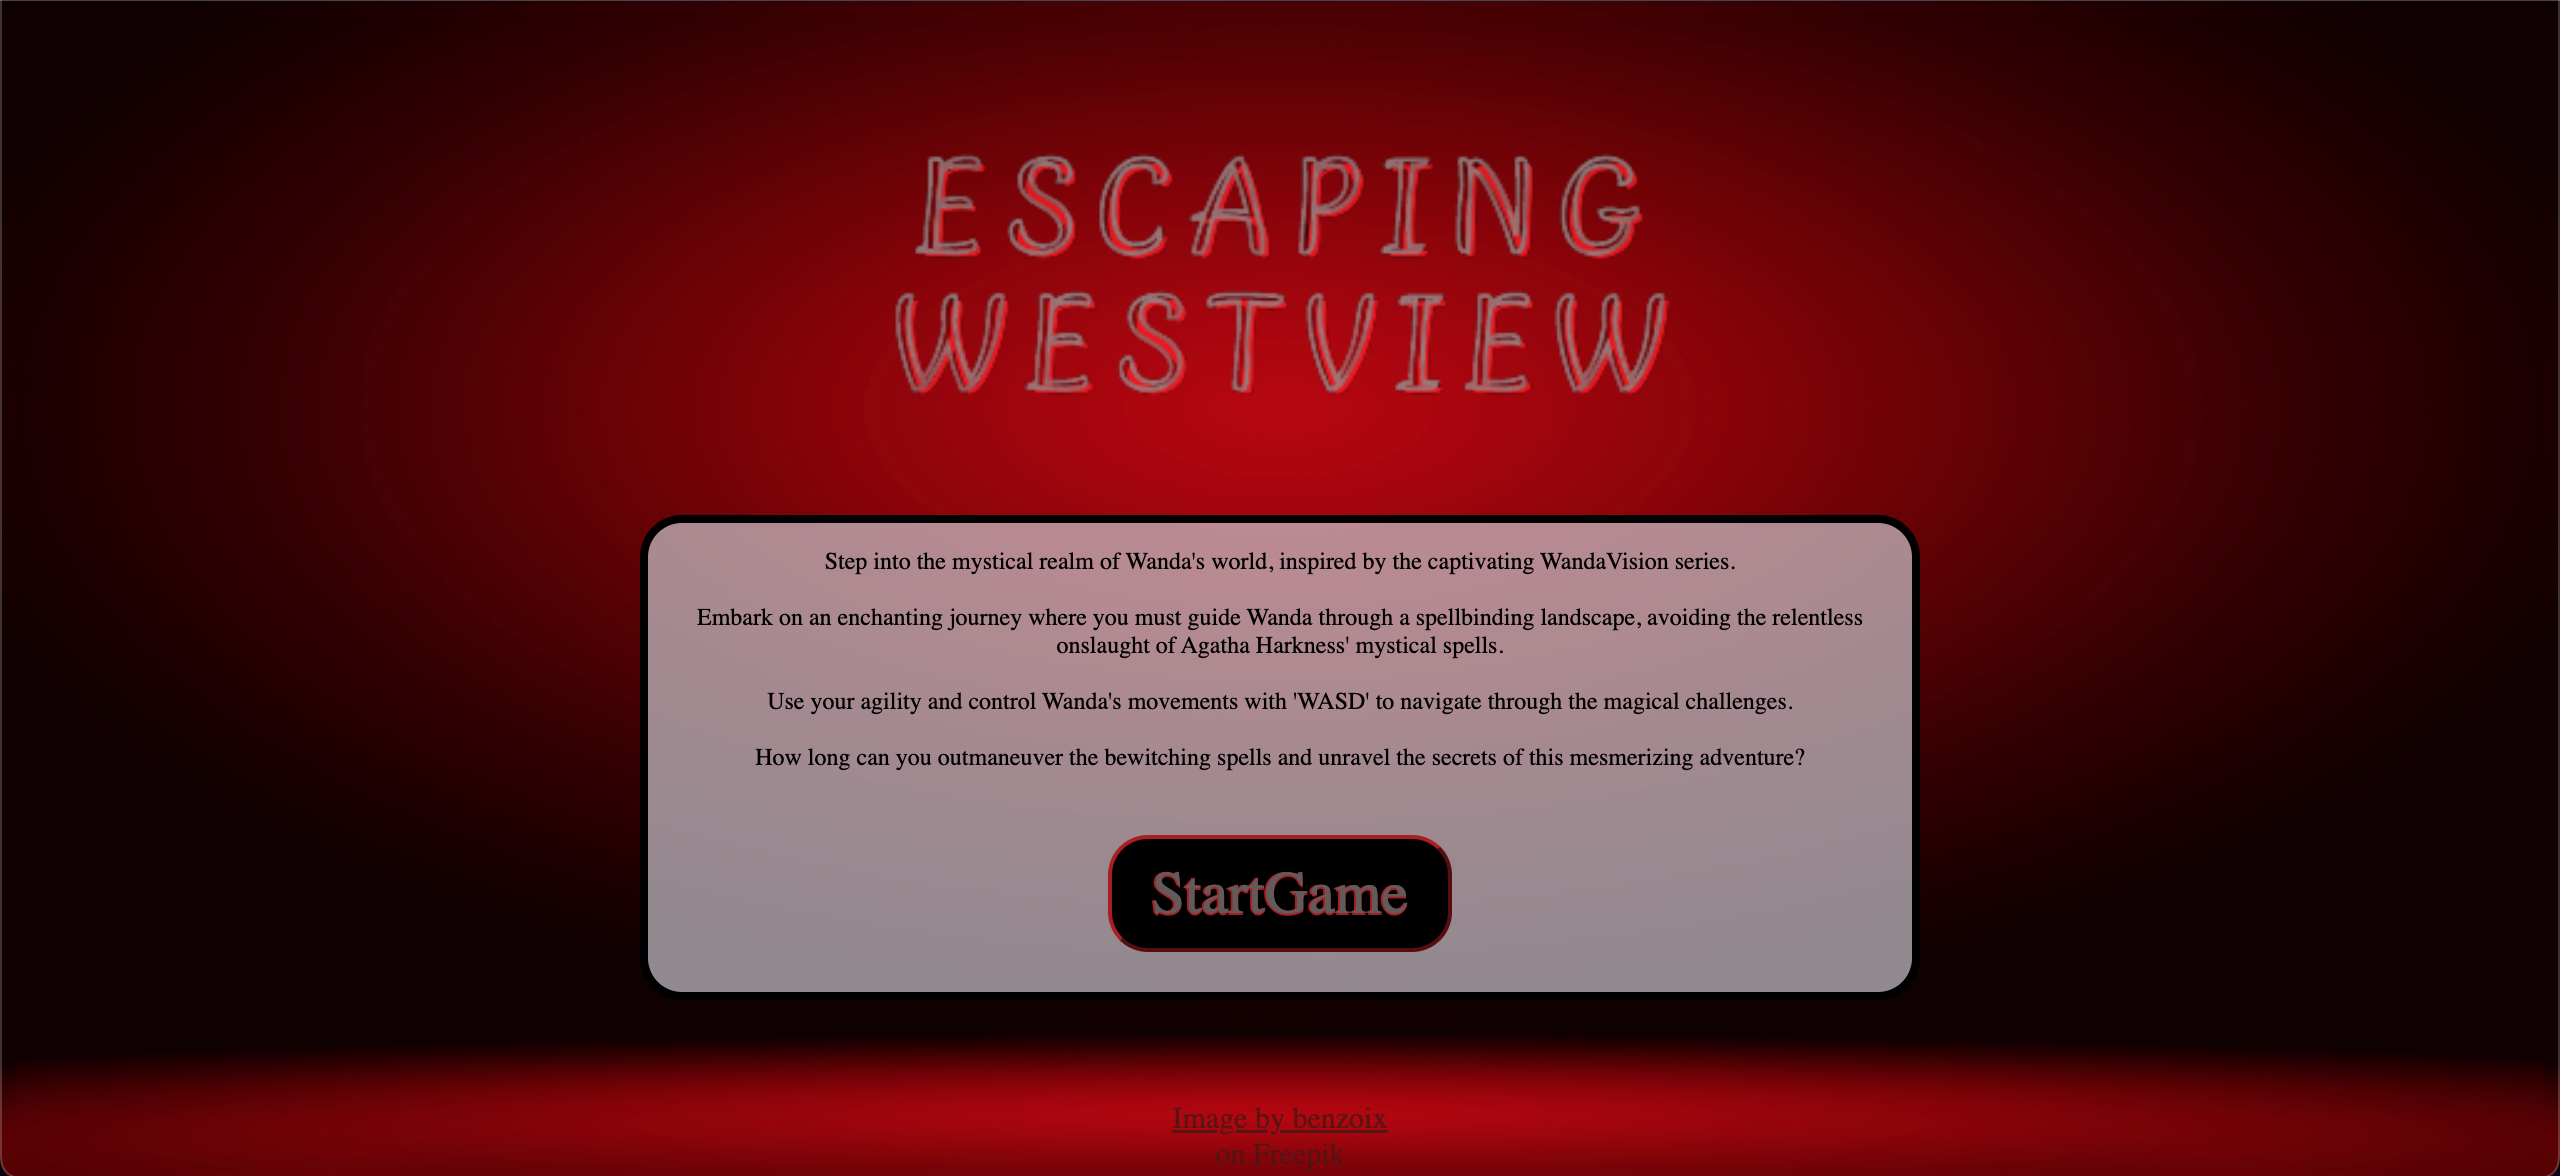 ESCAPING
WESTVIEW
Step into the mystical realm of Wanda's world, inspired by the captivating WandaVision series.
Embark on an enchanting journey where you must guide Wanda through a spellbinding landscape, avoiding the relentless
onslaught of Agatha Harkness' mystical spells.
Use your agility and control Wanda's movements with 'WASD' to navigate through the magical challenges.
How long can you outmaneuver the bewitching spells and unravel the secrets of this mesmerizing adventure?
StartGame
Image by benzoix
on Freepik